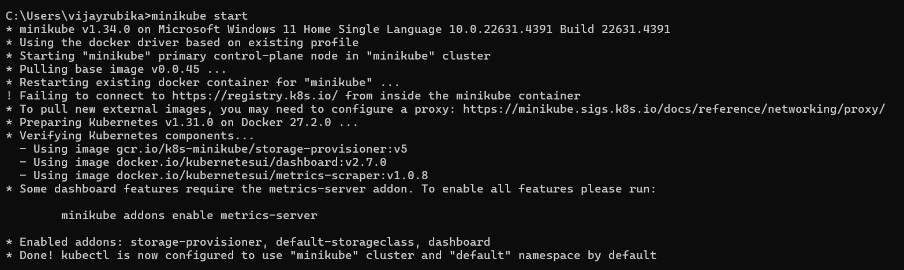 C:\Users\vijayrubika>minikube start
* minikube v1.34.0 on Microsoft Windows 11 Home Single Language 10.0.22631.4391 Build 22631.4391
* Using the docker driver based on existing profile
* Starting "minikube" primary control-plane node in "minikube" cluster
* Pulling base image v0.0.45 ...
* Restarting existing docker container for "minikube" ...
! Failing to connect to https://registry.k8s.io/ from inside the minikube container
* To pull new external images, you may need to configure a proxy: https://minikube.sigs.k8s.io/docs/reference/networking/proxy/
* Preparing Kubernetes v1.31.0 on Docker 27.2.0 ...
* Verifying Kubernetes components...
  - Using image gcr.io/k8s-minikube/storage-provisioner:v5
  - Using image docker.io/kubernetesui/dashboard:v2.7.0
  - Using image docker.io/kubernetesui/metrics-scraper:v1.0.8
* Some dashboard features require the metrics-server addon. To enable all features please run:
        minikube addons enable metrics-server
* Enabled addons: storage-provisioner, default-storageclass, dashboard
* Done! kubectl is now configured to use "minikube" cluster and "default" namespace by default